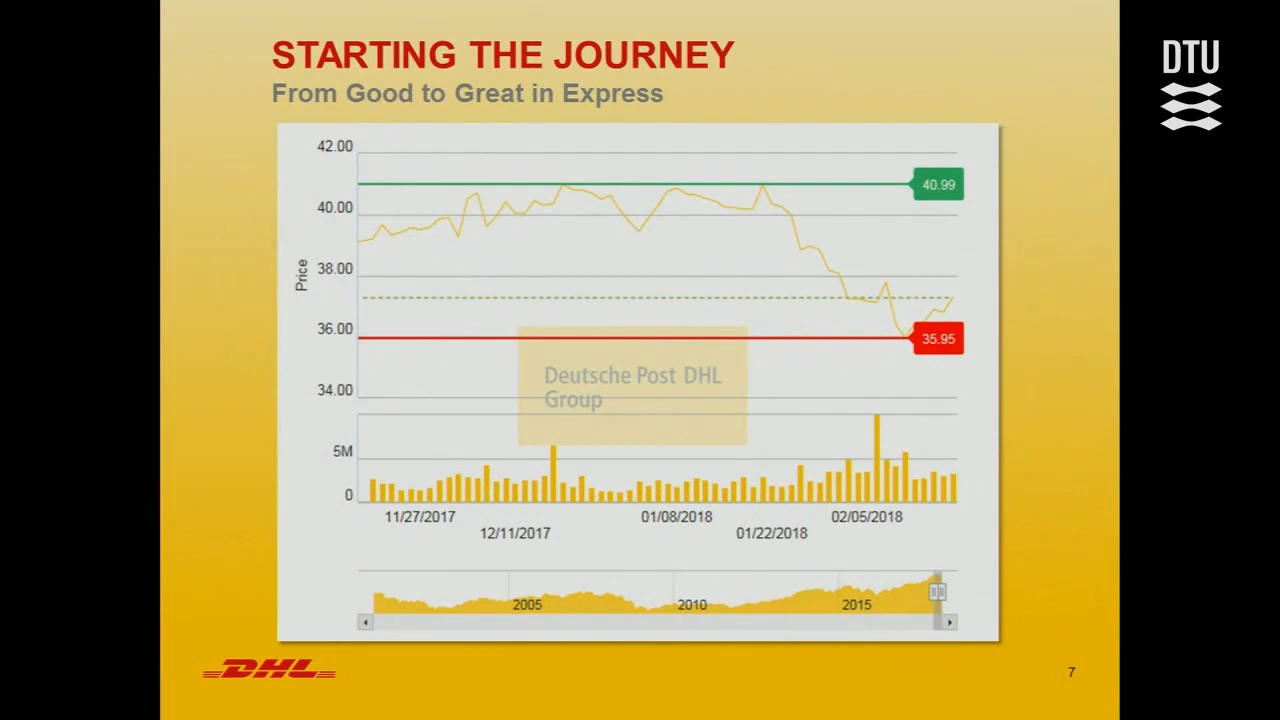 STARTING THE JOURNEY
From Good to Great in Express
DTU
42.00
40.99
40.00
38.00
Price
36.00
35.95
Deutsche Post DHL
Group
34.00
5M
0
11/27/2017
12/11/2017
01/08/2018
01/22/2018
02/05/2018
2005
2010
2015
DHL
7